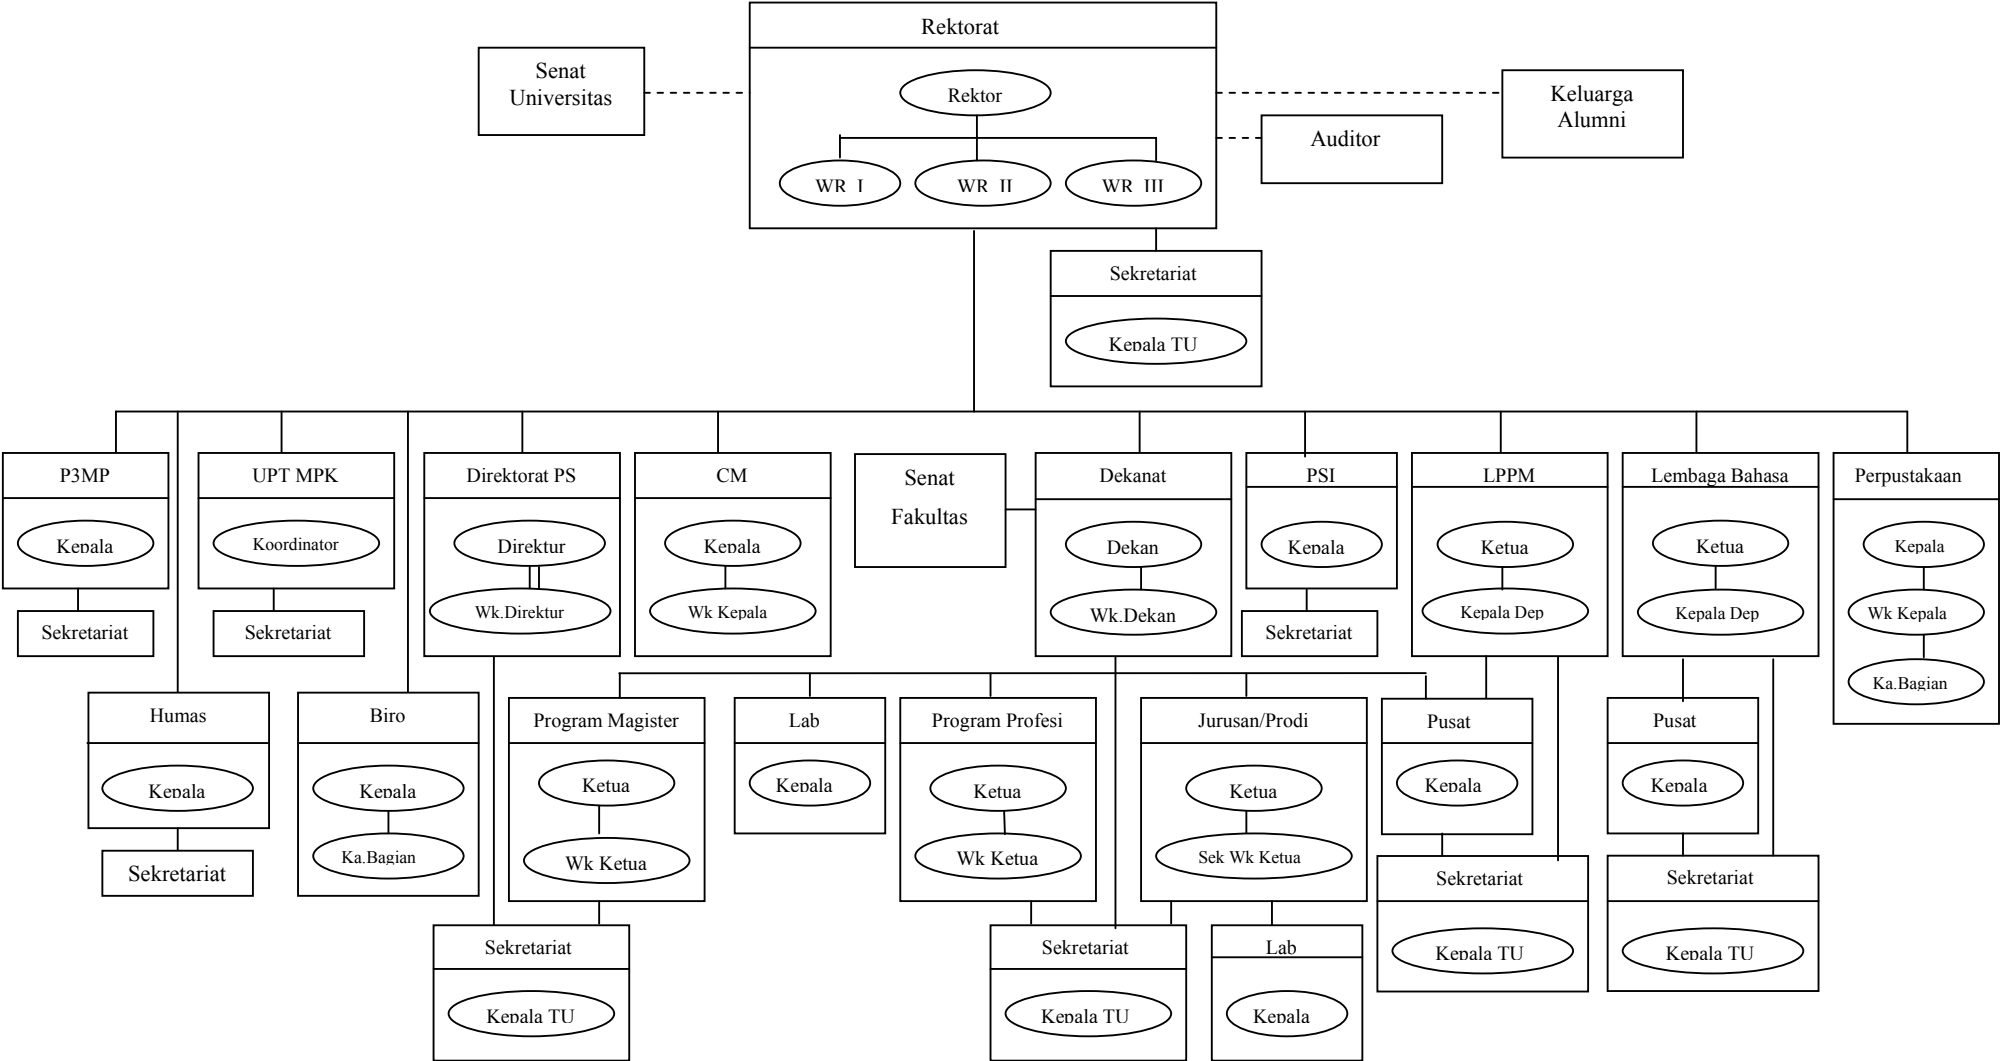 Rektorat
Senat
Universitas
Rektor
Keluarga
Alumni
Auditor
WR I
WR II
WR III
Sekretariat
Kepala TU
P3MP
Kepala
Sekretariat
UPT MPK
Koordinator
Sekretariat
Direktorat PS
Direktur
Wk.Direktur
CM
Kepala
Wk Kepala
Senat
Fakultas
Dekanat
Dekan
Wk.Dekan
PSI
Kepala
Sekretariat
LPPM
Ketua
Kepala Dep
Lembaga Bahasa
Ketua
Kepala Dep
Perpustakaan
Kepala
Wk Kepala
Ka.Bagian
Humas
Kepala
Sekretariat
Biro
Kepala
Ka.Bagian
Program Magister
Ketua
Wk Ketua
Lab
Kepala
Program Profesi
Ketua
Wk Ketua
Jurusan/Prodi
Ketua
Sek Wk Ketua
Pusat
Kepala
Pusat
Kepala
Sekretariat
Kepala TU
Sekretariat
Kepala TU
Sekretariat
Kepala TU
Sekretariat
Kepala TU
Lab
Kepala